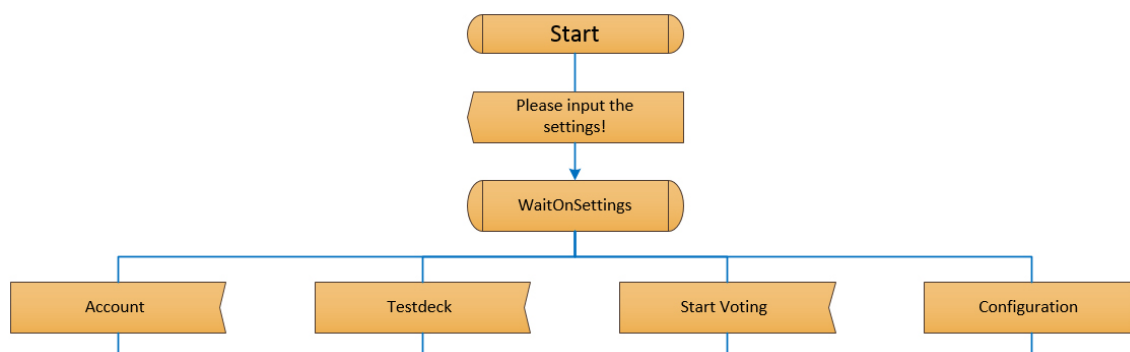 Start
Please input the
settings!
WaitOnSettings
Account
Testdeck
Start Voting
Configuration